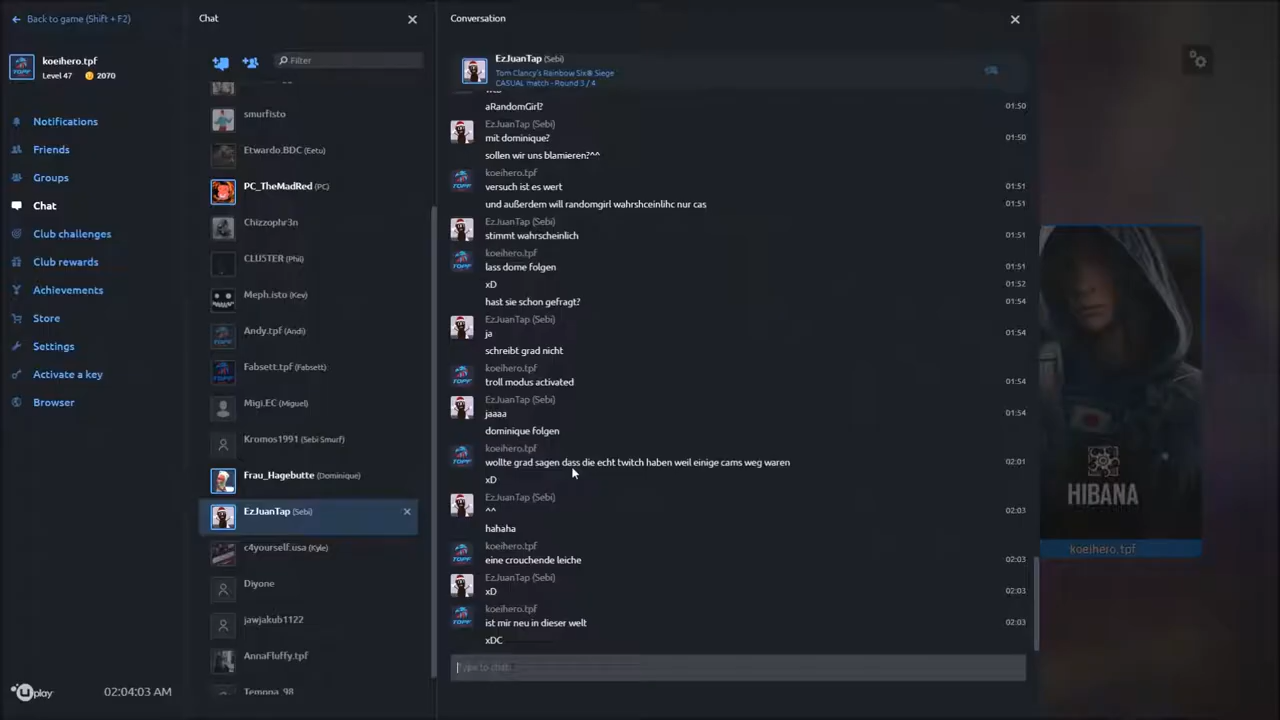 Back to game (Shift + F2)
koeihero.tpf
Level 47 2070
Notifications
Friends
Groups
Chat
Club challenges
Club rewards
Achievements
Store
Settings
Activate a key
Browser
uplay 02:04:03 AM
Chat
Filter
smurfisto
Etwardo.BDC (Eetu)
PC_TheMadRed (PC)
Chizzophr3n
CLU5TER (Phil)
Meph.isto (Kev)
Andy.tpf (Andi)
Fabsett.tpf (Fabsett)
Migi.EC (Miguel)
Kromos1991 (Sebi Smurf)
Frau_Hagebutte (Dominique)
EzJuanTap (Sebi)
c4yourself.usa (Kyle)
Diyone
jawjakub1122
AnnaFluffy.tpf
Tempna_98
Conversation
EzJuanTap (Sebi)
Tom Clancy's Rainbow Six® Siege
CASUAL match - Round 3 / 4
aRandomGirl? 01:50
EzJuanTap (Sebi)
mit dominique? 01:50
sollen wir uns blamieren?^^
koeihero.tpf
versuch ist es wert 01:51
und außerdem will randomgirl wahrshceinlihc nur cas 01:51
EzJuanTap (Sebi)
stimmt wahrscheinlich 01:51
koeihero.tpf
lass dome folgen 01:51
xD 01:52
hast sie schon gefragt? 01:54
EzJuanTap (Sebi)
ja 01:54
schreibt grad nicht
koeihero.tpf
troll modus activated 01:54
EzJuanTap (Sebi)
jaaaa 01:54
dominique folgen
koeihero.tpf
wollte grad sagen dass die echt twitch haben weil einige cams weg waren 02:01
xD
EzJuanTap (Sebi)
^^ 02:03
hahaha
koeihero.tpf
eine crouchende leiche 02:03
EzJuanTap (Sebi)
xD 02:03
koeihero.tpf
ist mir neu in dieser welt 02:03
xDC
Type to chat
HIBANA
koeihero.tpf